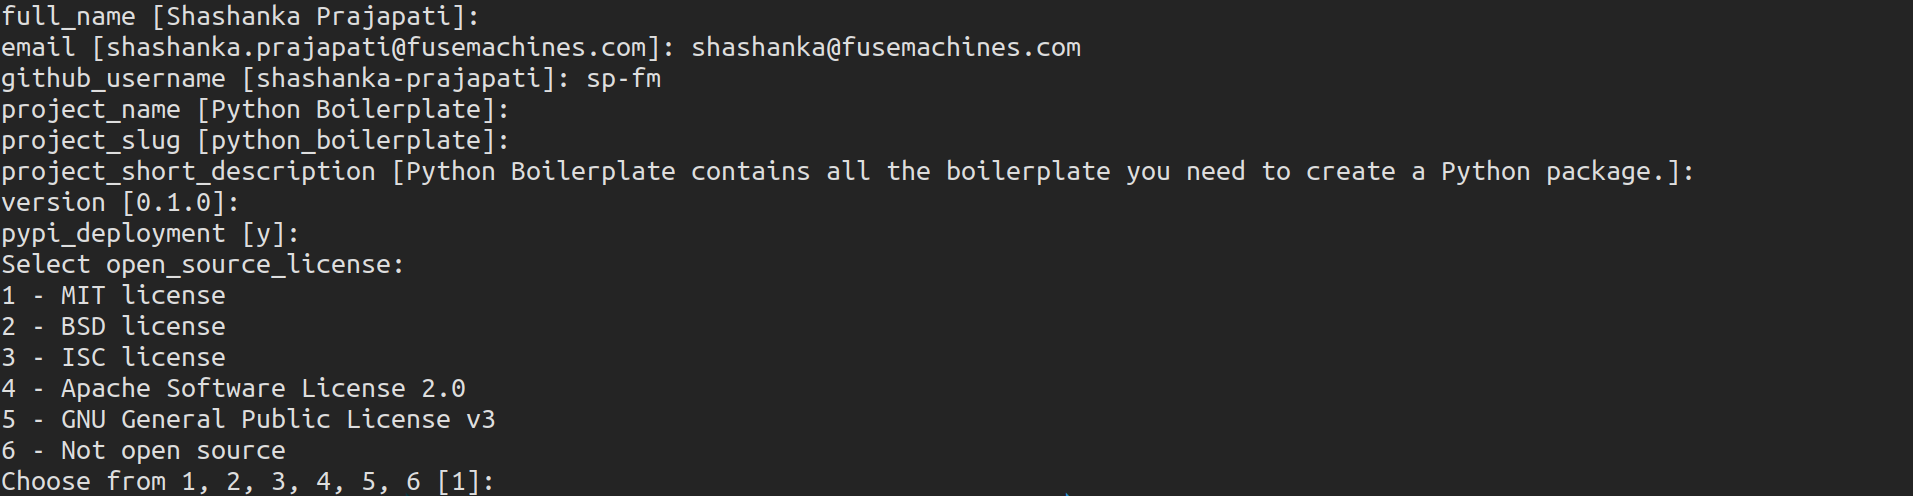 full_name [Shashanka Prajapati]:
email [shashanka.prajapati@fusemachines.com]: shashanka@fusemachines.com
github_username [shashanka-prajapati]: sp-fm
project_name [Python Boilerplate]:
project_slug [python_boilerplate]:
project_short_description [Python Boilerplate contains all the boilerplate you need to create a Python package.]:
version [0.1.0]:
pypi_deployment [y]:
Select open_source_license:
1 - MIT license
2 - BSD license
3 - ISC license
4 - Apache Software License 2.0
5 - GNU General Public License v3
6 - Not open source
Choose from 1, 2, 3, 4, 5, 6 [1]: